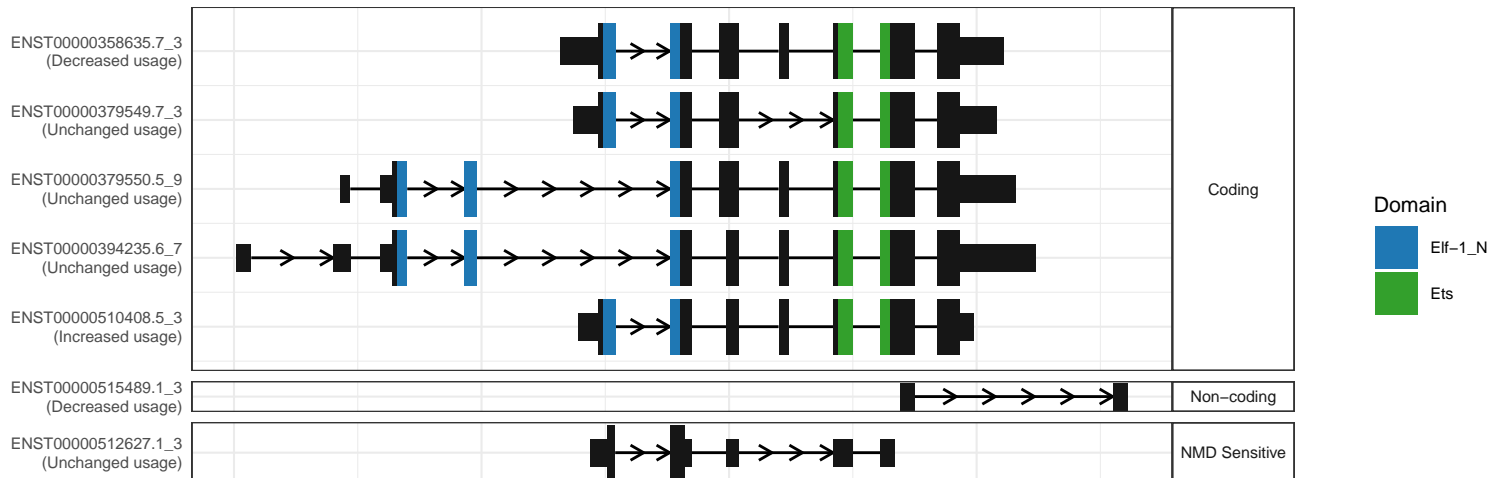 ENST00000358635.7_3
(Decreased usage)
ENST00000379549.7_3
(Unchanged usage)
ENST00000379550.5_9
(Unchanged usage)
ENST00000394235.6_7
(Unchanged usage)
ENST00000510408.5_3
(Increased usage)
Coding
ENST00000515489.1_3
(Decreased usage)
Non−coding
ENST00000512627.1_3
(Unchanged usage)
NMD Sensitive
Domain
Elf−1_N
Ets